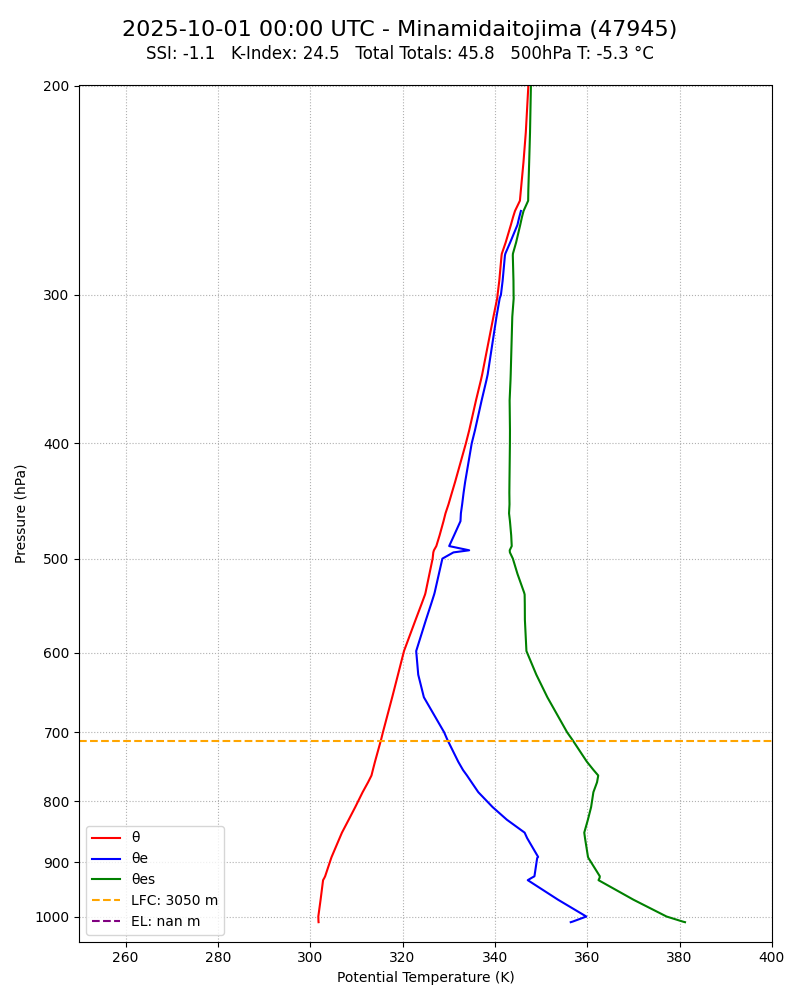 2025-10-01 00:00 UTC - Minamidaitojima (47945)
SSI: -1.1   K-Index: 24.5   Total Totals: 45.8   500hPa T: -5.3 °C
Pressure (hPa)
200
300
400
500
600
700
800
900
1000
θ
θe
θes
LFC: 3050 m
EL: nan m
260 280 300 320 340 360 380 400
Potential Temperature (K)